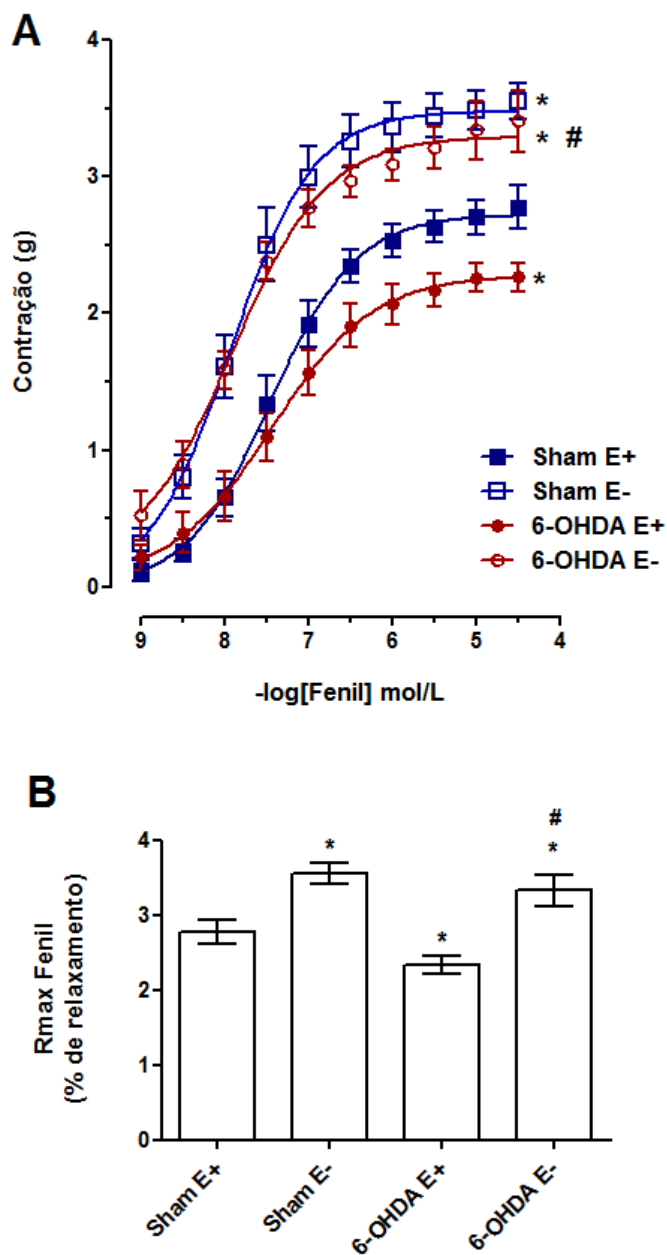 A
4
3
2
1
0
Contração (g)
*
* #
*
Sham E+
Sham E-
6-OHDA E+
6-OHDA E-
9 8 7 6 5 4
-log[Fenil] mol/L
B
4
3
2
1
0
Rmax Fenil
(% de relaxamento)
*
*
#
*
Sham E+
Sham E-
6-OHDA E+
6-OHDA E-